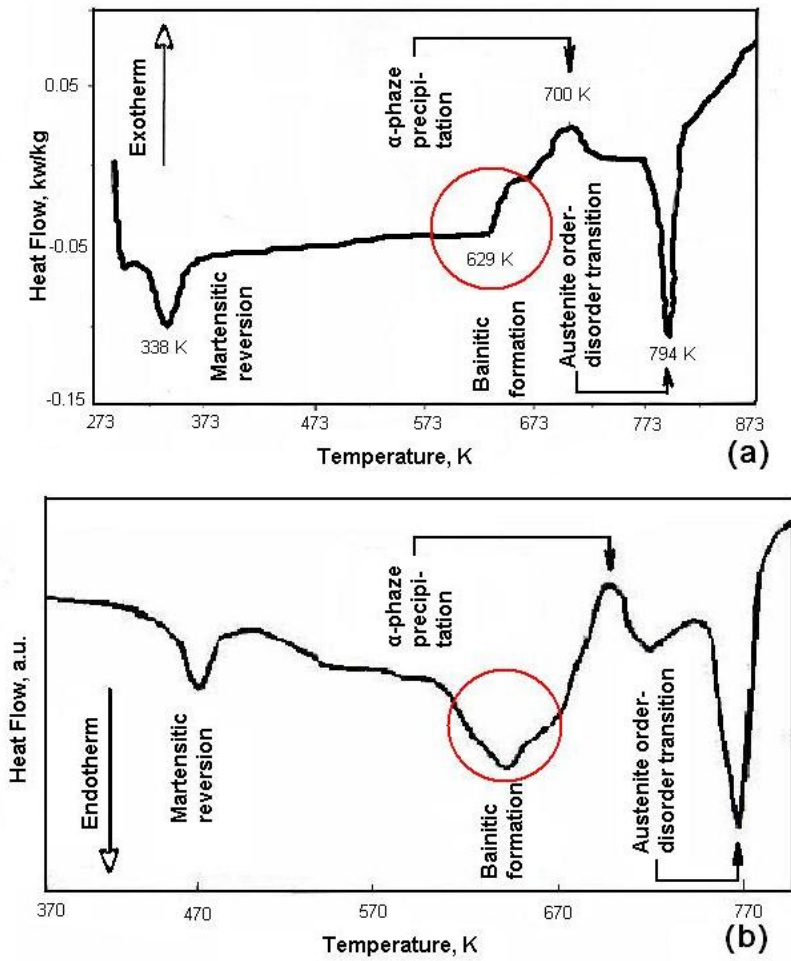 0.05
-0.05
-0.15
Heat Flow, kw/kg
Exotherm
α-phaze
precipi-
tation
700 K
629 K
338 K
Martensitic
reversion
Bainitic
formation
Austenite order-
disorder transition
794 K
273 373 473 573 673 773 873
Temperature, K
(a)
Heat Flow, a.u.
Endotherm
Martensitic
reversion
α-phaze
precipi-
tation
Bainitic
formation
Austenite order-
disorder transition
370 470 570 670 770
Temperature, K
(b)